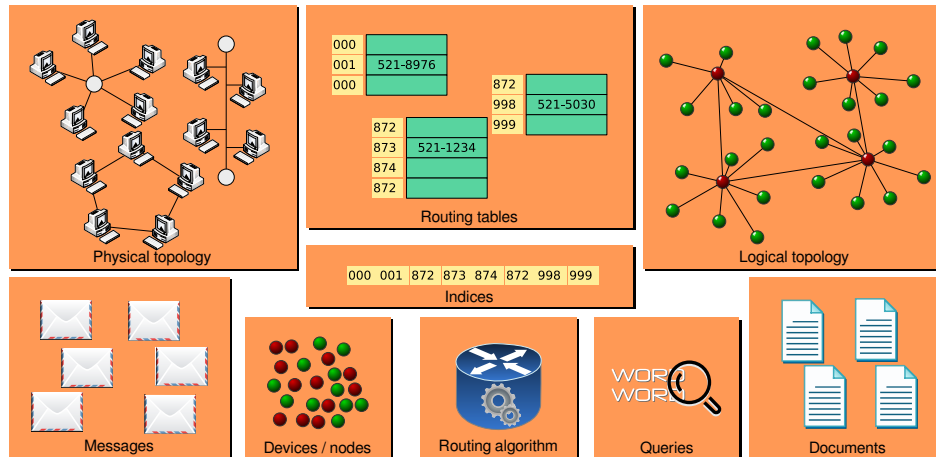 000
001 521-8976
000
872
998 521-5030
999
872
873 521-1234
874
872
Physical topology
Routing tables
Logical topology
000 001 872 873 874 872 998 999
Indices
WORD
WORD
Messages
Devices / nodes
Routing algorithm
Queries
Documents